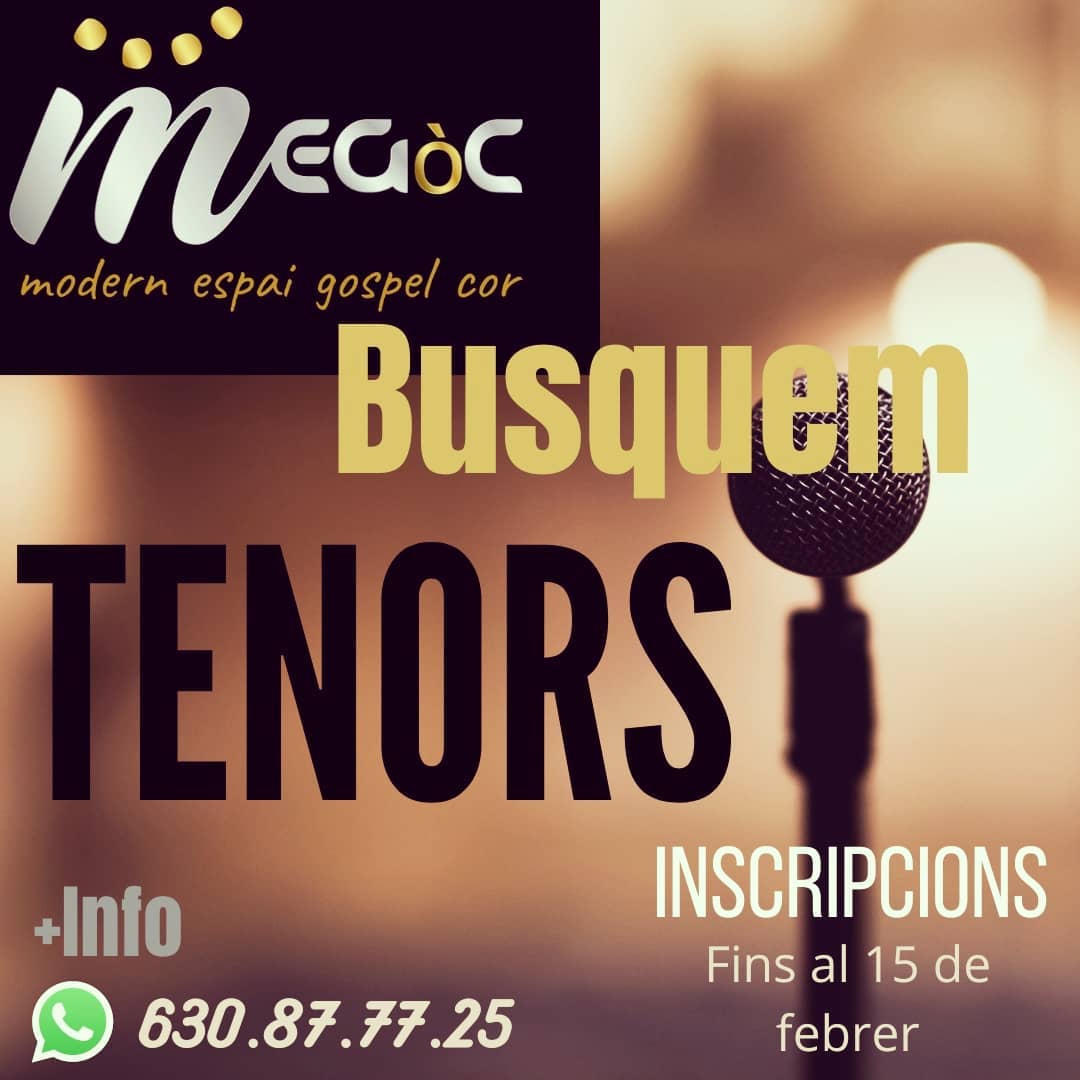 MEGÒC
modern espai gospel cor
Busquem
TENORS
INSCRIPCIONS
Fins al 15 de
febrer
+Info
630.87.77.25